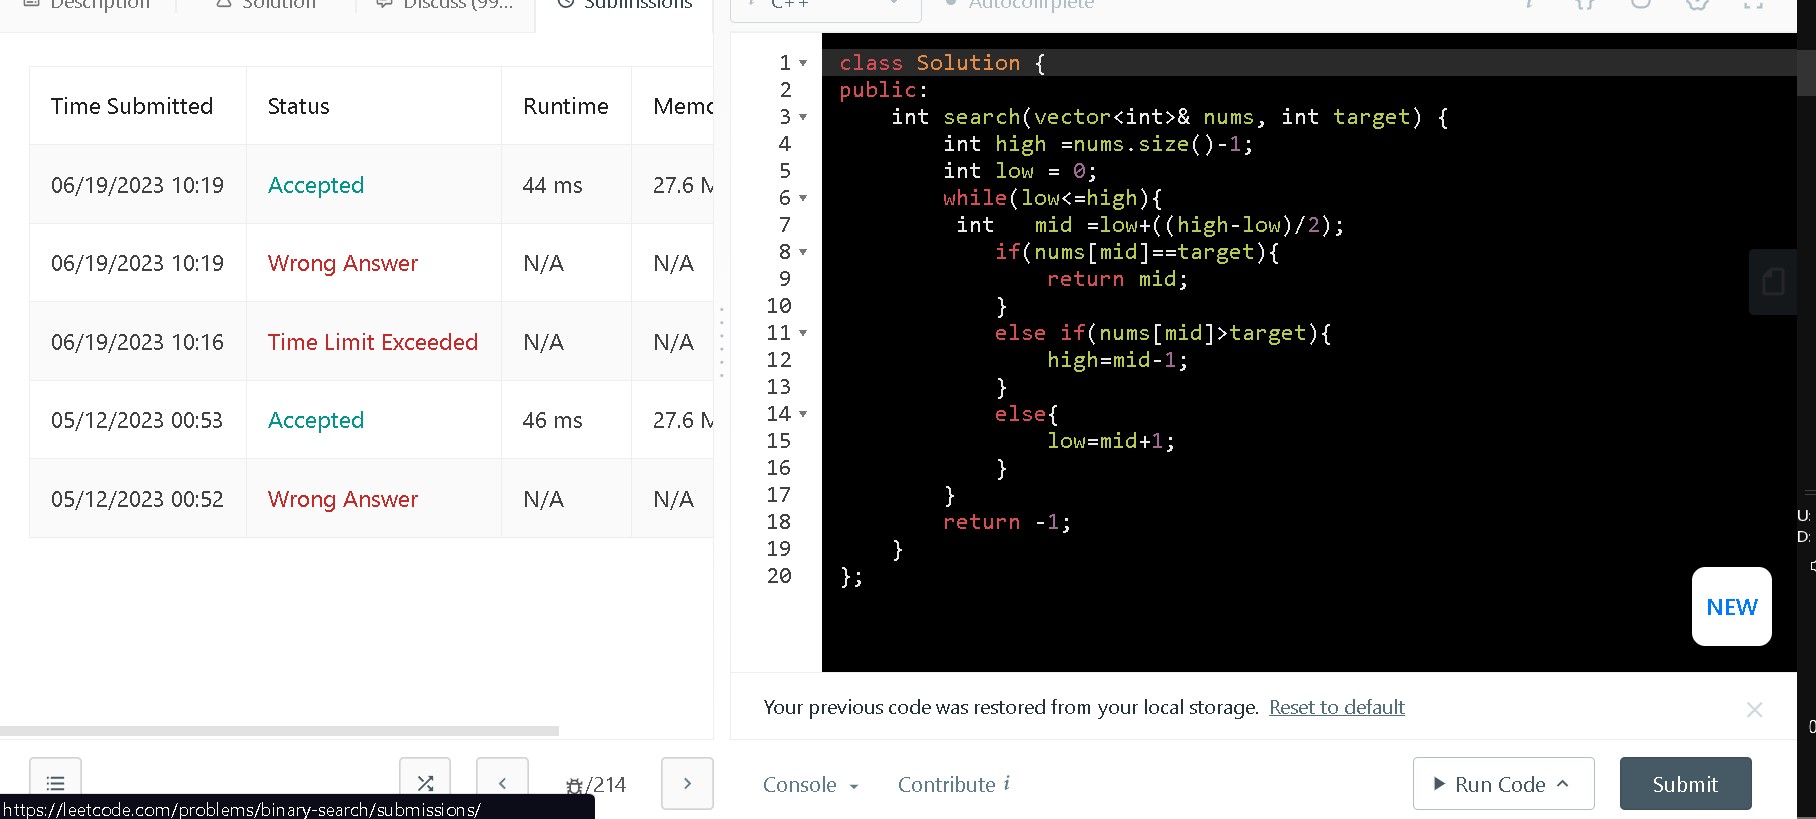 Description
Solution
Discuss (99...
Submissions
C++
Autocomplete
i
{}
Time Submitted
Status
Runtime
Memo
06/19/2023 10:19
Accepted
44 ms
27.6 M
06/19/2023 10:19
Wrong Answer
N/A
N/A
06/19/2023 10:16
Time Limit Exceeded
N/A
N/A
05/12/2023 00:53
Accepted
46 ms
27.6 M
05/12/2023 00:52
Wrong Answer
N/A
N/A
/214
https://leetcode.com/problems/binary-search/submissions/
1 class Solution {
2 public:
3     int search(vector<int>& nums, int target) {
4         int high =nums.size()-1;
5         int low = 0;
6         while(low<=high){
7          int   mid =low+((high-low)/2);
8             if(nums[mid]==target){
9                 return mid;
10             }
11             else if(nums[mid]>target){
12                 high=mid-1;
13             }
14             else{
15                 low=mid+1;
16             }
17         }
18         return -1;
19     }
20 };
NEW
Your previous code was restored from your local storage. Reset to default
Console
Contribute i
Run Code
Submit
U:
D: